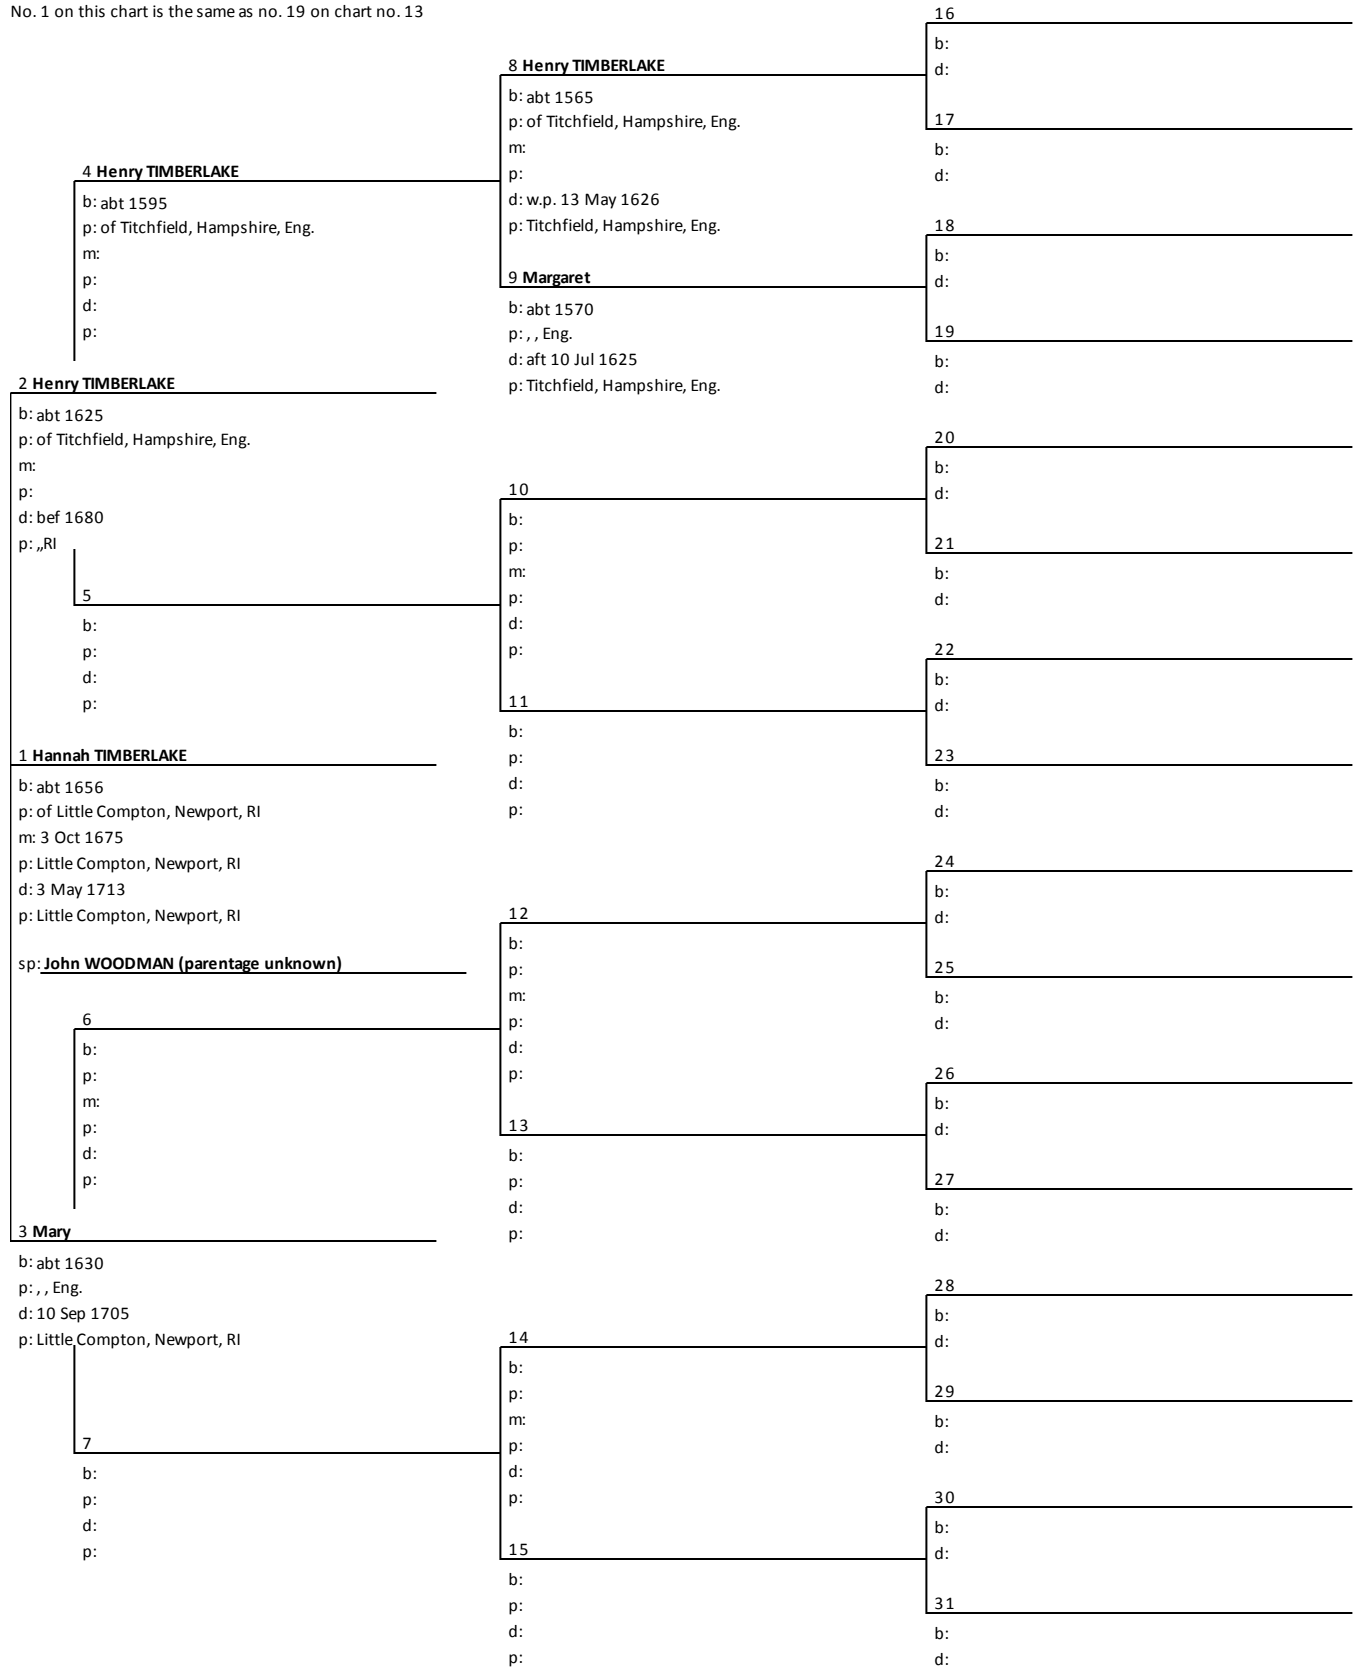 No. 1 on this chart is the same as no. 19 on chart no. 13
16
b:
d:
8 Henry TIMBERLAKE
b: abt 1565
p: of Titchfield, Hampshire, Eng.
m:
p:
d: w.p. 13 May 1626
p: Titchfield, Hampshire, Eng.
17
b:
d:
4 Henry TIMBERLAKE
b: abt 1595
p: of Titchfield, Hampshire, Eng.
m:
p:
d:
p:
18
b:
d:
9 Margaret
b: abt 1570
p: , , Eng.
d: aft 10 Jul 1625
p: Titchfield, Hampshire, Eng.
19
b:
d:
2 Henry TIMBERLAKE
b: abt 1625
p: of Titchfield, Hampshire, Eng.
m:
p:
d: bef 1680
p: ,,RI
20
b:
d:
10
b:
p:
m:
p:
d:
p:
21
b:
d:
5
b:
p:
d:
p:
22
b:
d:
11
b:
p:
d:
p:
23
b:
d:
1 Hannah TIMBERLAKE
b: abt 1656
p: of Little Compton, Newport, RI
m: 3 Oct 1675
p: Little Compton, Newport, RI
d: 3 May 1713
p: Little Compton, Newport, RI
sp: John WOODMAN (parentage unknown)
24
b:
d:
12
b:
p:
m:
p:
d:
p:
25
b:
d:
6
b:
p:
m:
p:
d:
p:
26
b:
d:
13
b:
p:
d:
p:
27
b:
d:
3 Mary
b: abt 1630
p: , , Eng.
d: 10 Sep 1705
p: Little Compton, Newport, RI
28
b:
d:
14
b:
p:
m:
p:
d:
p:
29
b:
d:
7
b:
p:
d:
p:
30
b:
d:
15
b:
p:
d:
p:
31
b:
d: